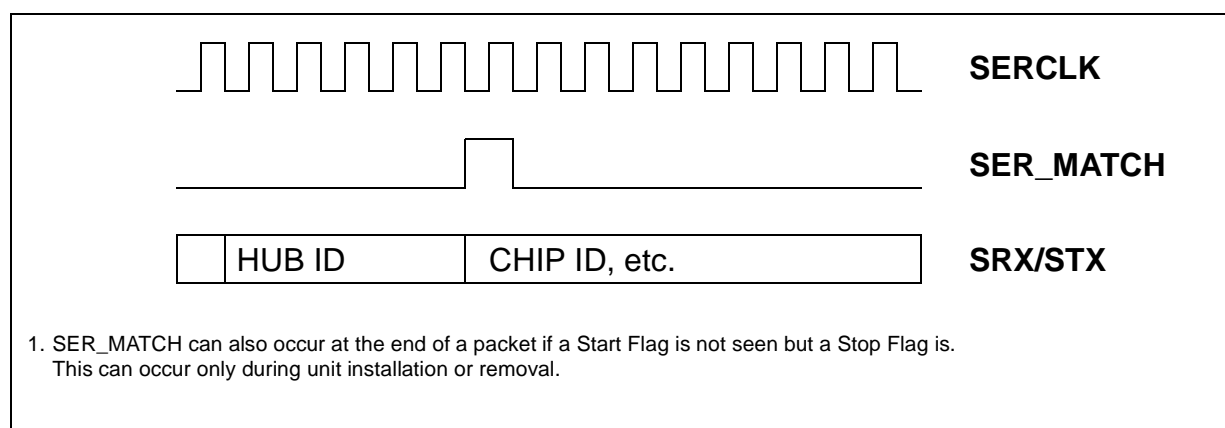 SERCLK
SER_MATCH
HUB ID
CHIP ID, etc.
SRX/STX
1. SER_MATCH can also occur at the end of a packet if a Start Flag is not seen but a Stop Flag is.
This can occur only during unit installation or removal.